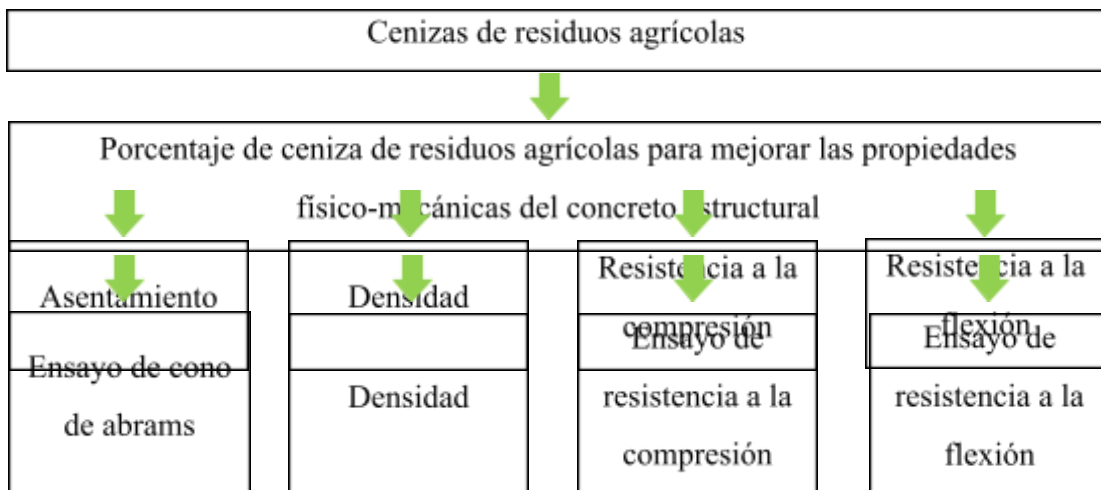 Cenizas de residuos agrícolas
Porcentaje de ceniza de residuos agrícolas para mejorar las propiedades
físico-mecánicas del concreto estructural
Asentamiento
Densidad
Resistencia a la
compresión
Resistencia a la
flexión
Ensayo de cono
de abrams
Densidad
Ensayo de
resistencia a la
compresión
Ensayo de
resistencia a la
flexión